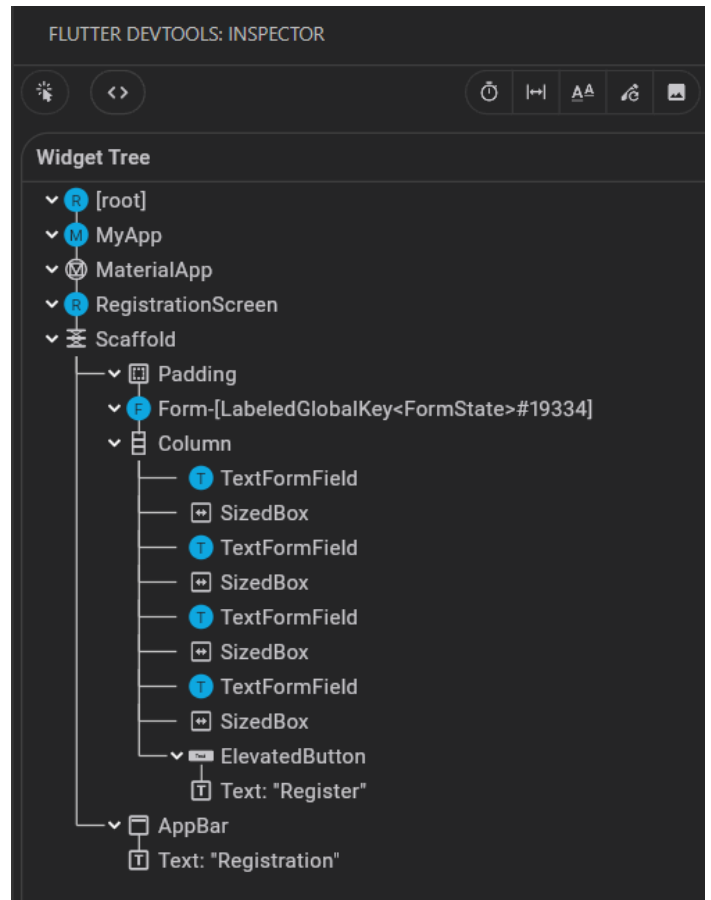 FLUTTER DEVTOOLS: INSPECTOR
Widget Tree
R [root]
M MyApp
M MaterialApp
R RegistrationScreen
Scaffold
Padding
F Form-[LabeledGlobalKey<FormState>#19334]
Column
T TextFormField
SizedBox
T TextFormField
SizedBox
T TextFormField
SizedBox
T TextFormField
SizedBox
Text ElevatedButton
T Text: "Register"
AppBar
T Text: "Registration"